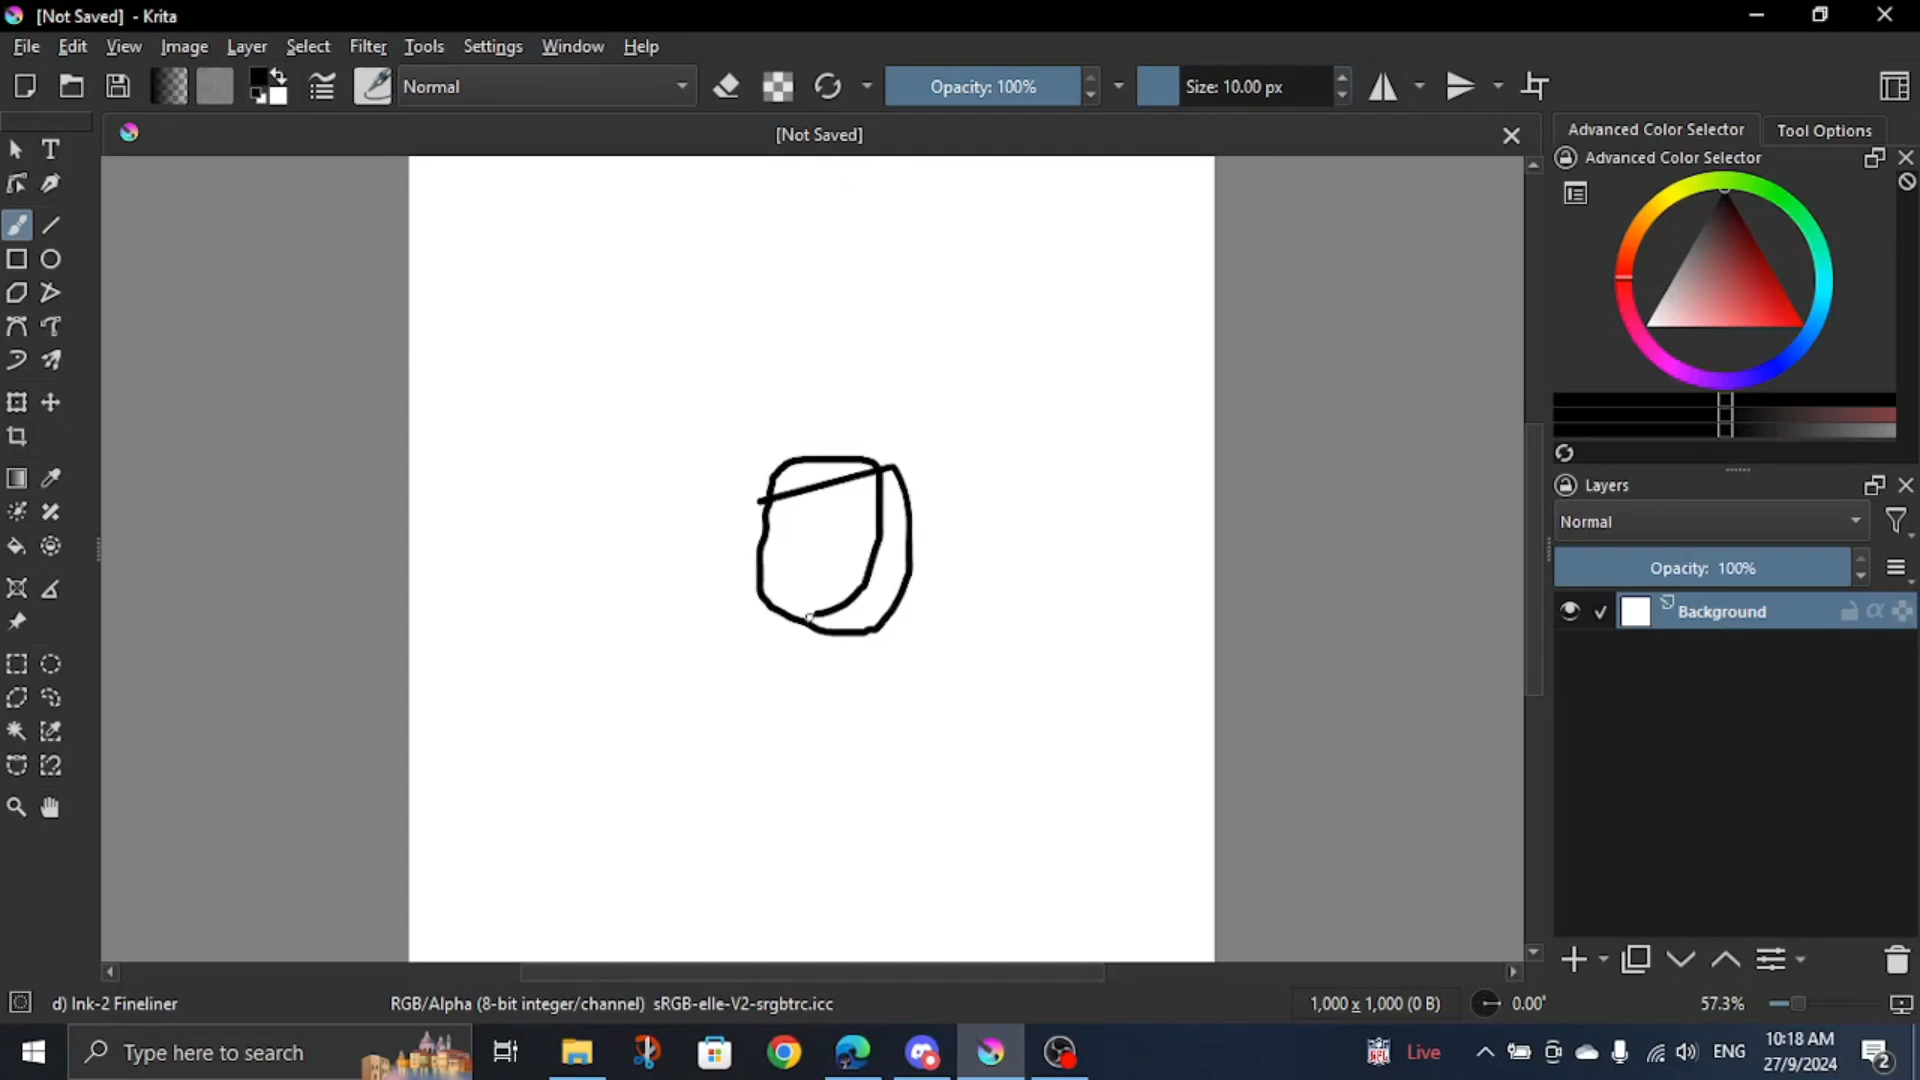 [Not Saved] - Krita
File Edit View Image Layer Select Filter Tools Settings Window Help
Normal
Opacity: 100%
Size: 10.00 px
[Not Saved]
Advanced Color Selector
Tool Options
Advanced Color Selector
Layers
Normal
Opacity: 100%
Background
d) Ink-2 Fineliner
RGB/Alpha (8-bit integer/channel) sRGB-elle-V2-srgbtrc.icc
1,000 x 1,000 (0 B)
0.00°
57.3%
Type here to search
Live
ENG
10:18 AM
27/9/2024
2